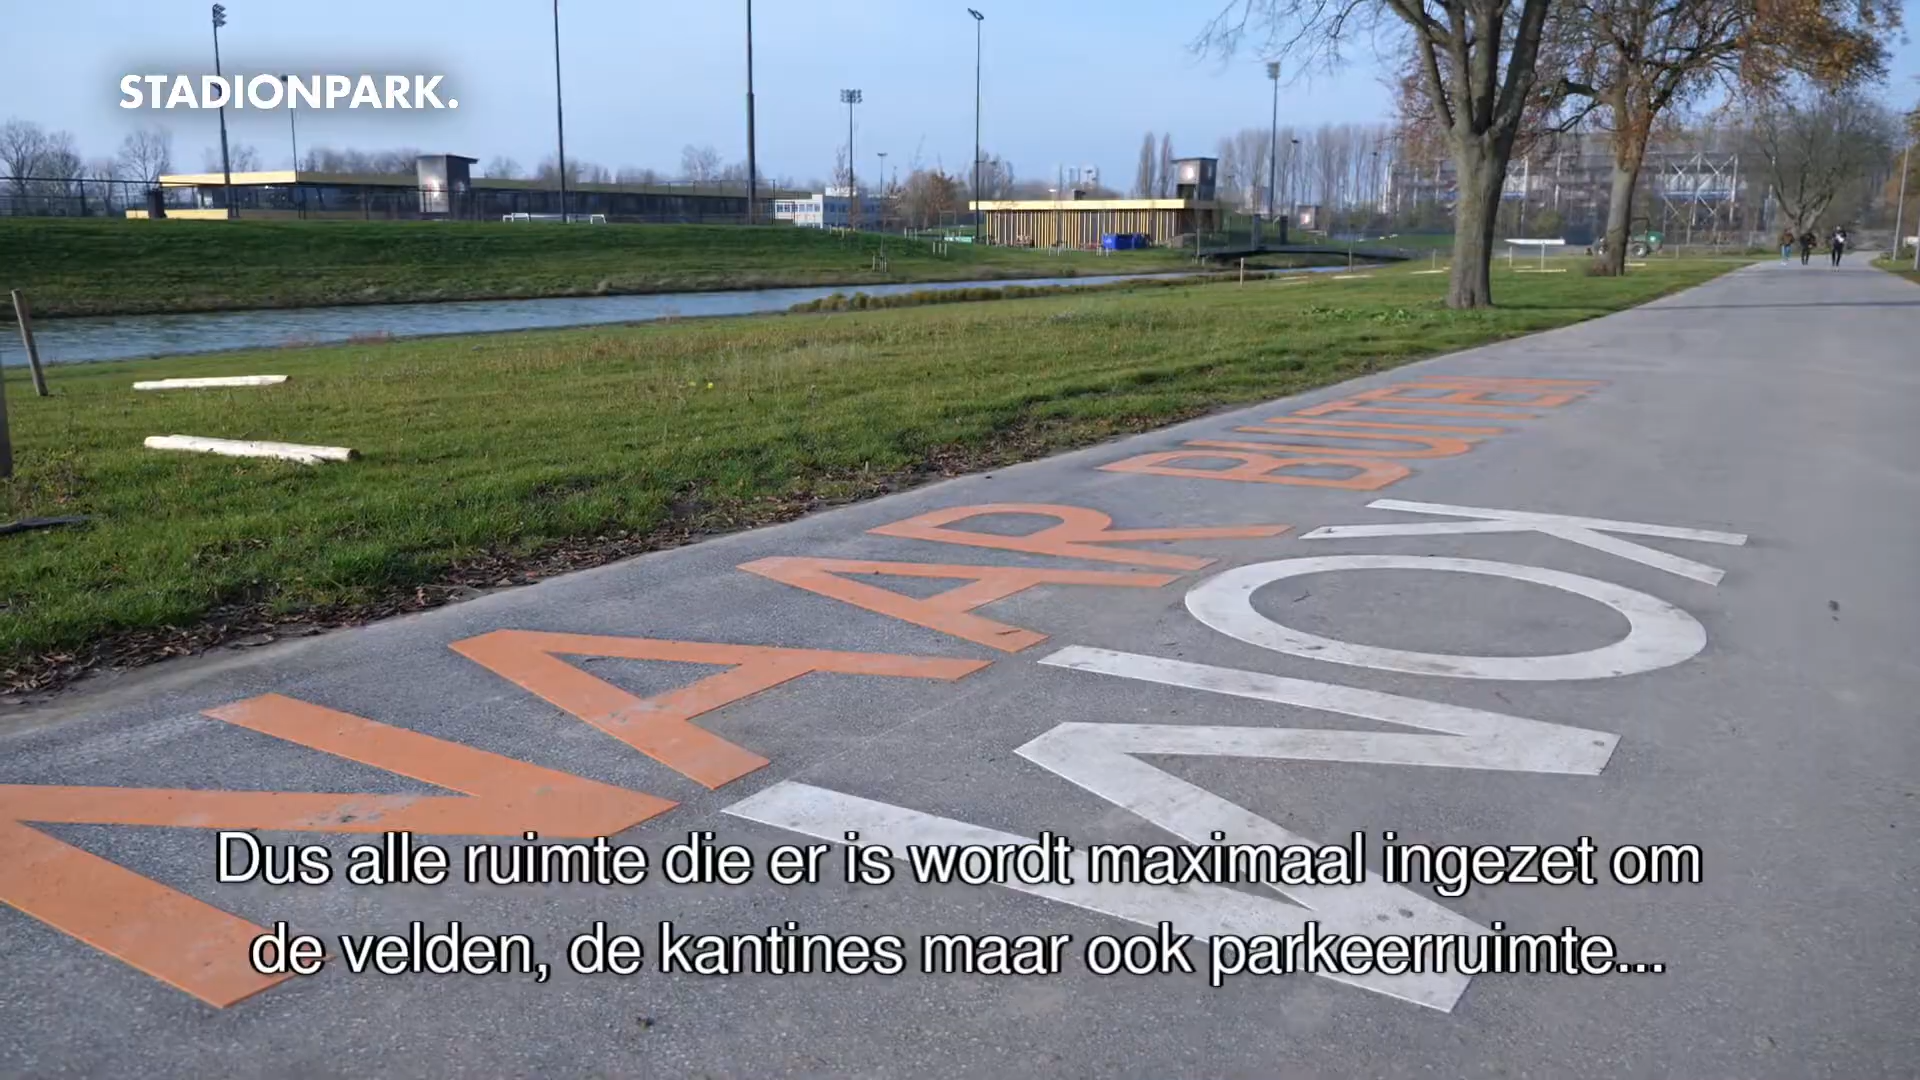 STADIONPARK.
NAAR BUITEN
KOM
Dus alle ruimte die er is wordt maximaal ingezet om
de velden, de kantines maar ook parkeerruimte...